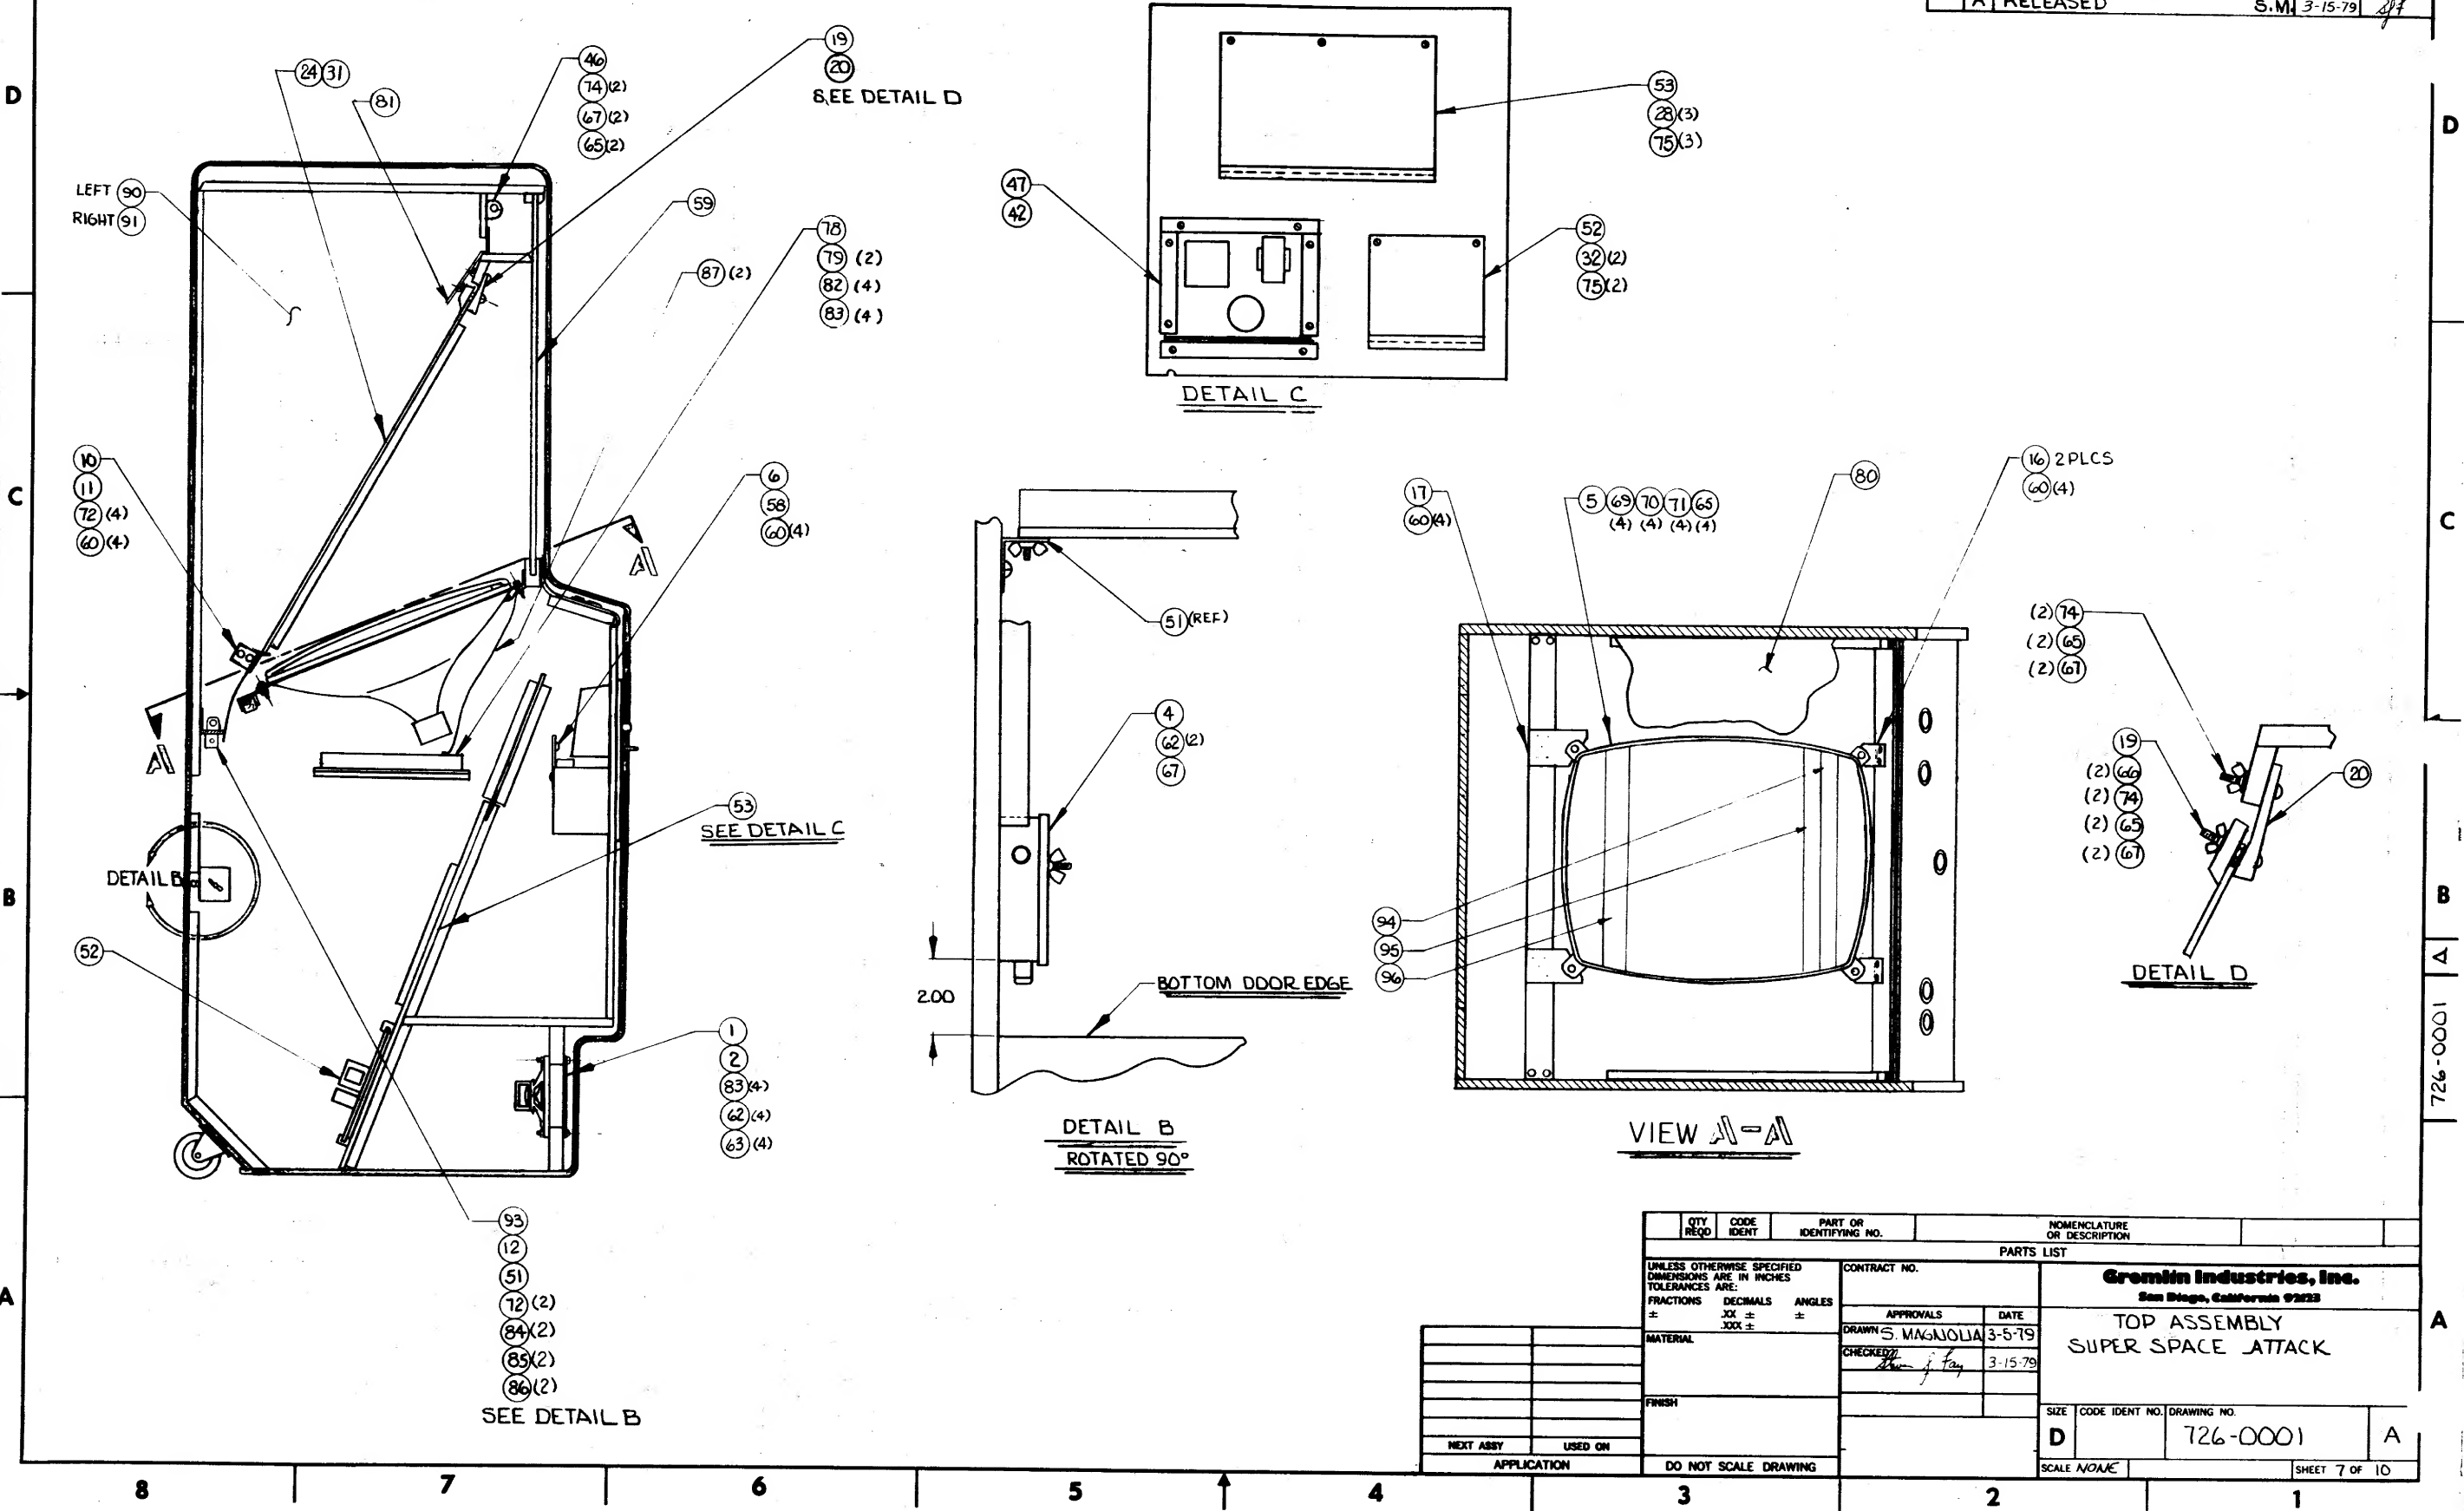 A RELEASED S.M. 3-15-79
D
D
24 31
81
46
74 (2)
67 (2)
65 (2)
19
20
SEE DETAIL D
LEFT 90
RIGHT 91
59
87 (2)
78
79 (2)
82 (4)
83 (4)
53
28 (3)
75 (3)
47
42
52
32 (2)
75 (2)
DETAIL C
C
C
10
11
72 (4)
60 (4)
6
58
60 (4)
A
A
51 (REF)
4
62 (2)
67
17
60 (4)
5 69 70 71 65
(4) (4) (4) (4)
80
16 2PLCS
60 (4)
(2) 74
(2) 65
(2) 67
19
(2) 66
(2) 74
(2) 65
(2) 67
20
DETAIL D
53
SEE DETAIL C
DETAIL B
B
B
52
94
95
96
2.00
BOTTOM DOOR EDGE
1
2
83 (4)
62 (4)
63 (4)
DETAIL B
ROTATED 90°
VIEW A-A
A
726-0001
93
12
51
72 (2)
84 (2)
85 (2)
86 (2)
SEE DETAIL B
A
A
QTY REQD
CODE IDENT
PART OR IDENTIFYING NO.
NOMENCLATURE OR DESCRIPTION
PARTS LIST
UNLESS OTHERWISE SPECIFIED
DIMENSIONS ARE IN INCHES
TOLERANCES ARE:
FRACTIONS DECIMALS ANGLES
± .XX ± ±
.XXX ±
MATERIAL
FINISH
DO NOT SCALE DRAWING
CONTRACT NO.
APPROVALS DATE
DRAWN S. MAGNOLIA 3-5-79
CHECKED Steven J. Fay 3-15-79
Gremlin Industries, Inc.
San Diego, California 92123
TOP ASSEMBLY
SUPER SPACE ATTACK
SIZE CODE IDENT NO. DRAWING NO.
D 726-0001 A
SCALE NONE SHEET 7 OF 10
NEXT ASSY USED ON
APPLICATION
8 7 6 5 4 3 2 1